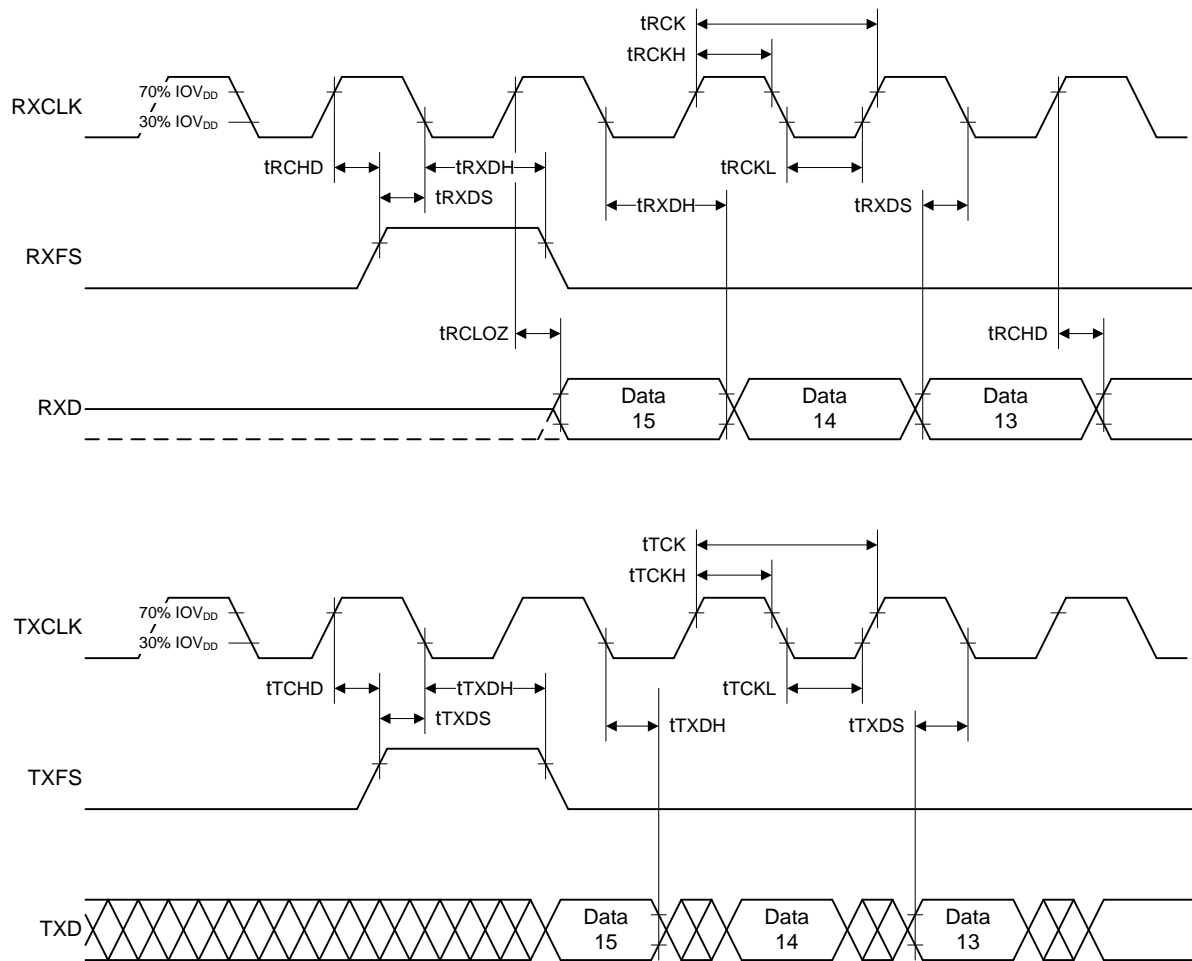 tRCK
tRCKH
RXCLK
70% IOVDD
30% IOVDD
tRCHD
tRXDH
tRCKL
tRXDS
tRXDH
tRXDS
RXFS
tRCLOZ
tRCHD
RXD
Data
15
Data
14
Data
13
tTCK
tTCKH
TXCLK
70% IOVDD
30% IOVDD
tTCHD
tTXDH
tTCKL
tTXDS
tTXDH
tTXDS
TXFS
TXD
Data
15
Data
14
Data
13